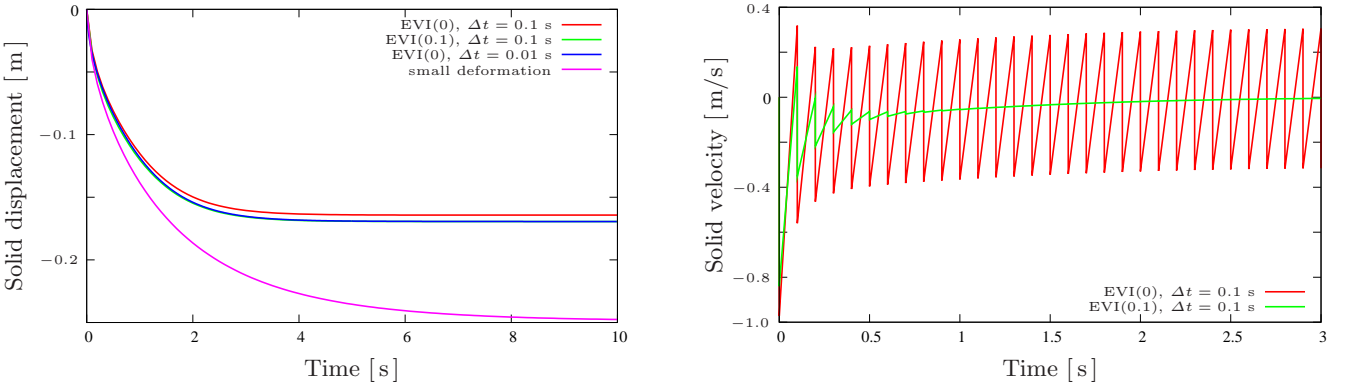 EVI(0), Δt = 0.1 s
EVI(0.1), Δt = 0.1 s
EVI(0), Δt = 0.01 s
small deformation
0
−0.1
−0.2
0
2
4
6
8
10
Solid displacement [m]
Time [s]
0.4
0
−0.4
−0.8
−1.0
0
0.5
1
1.5
2
2.5
3
Solid velocity [m/s]
EVI(0), Δt = 0.1 s
EVI(0.1), Δt = 0.1 s
Time [s]